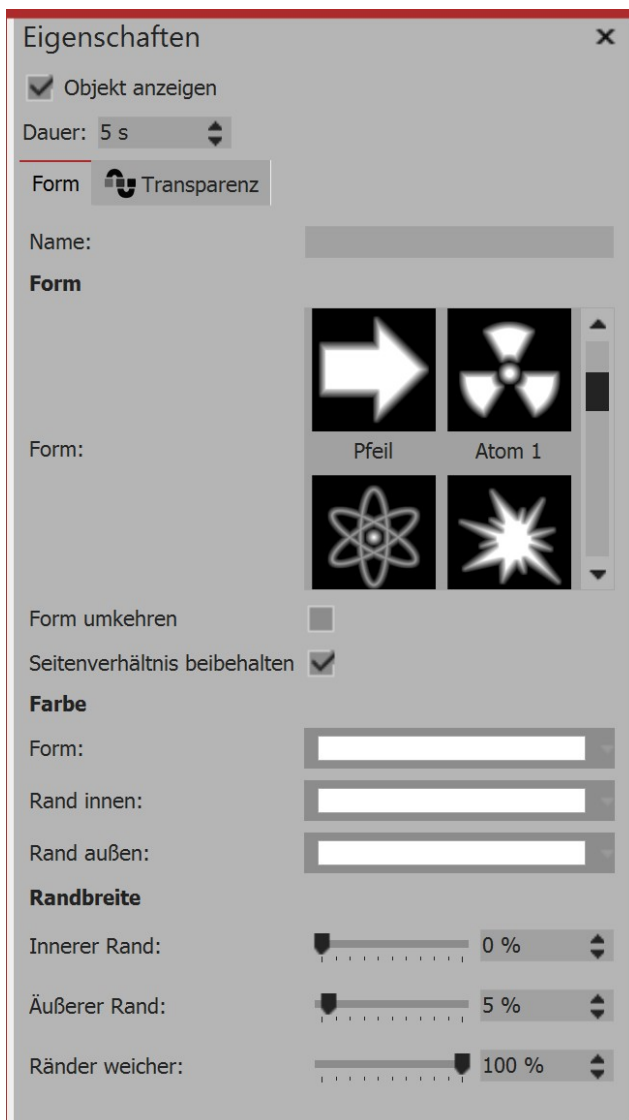 Eigenschaften
Objekt anzeigen
Dauer: 5 s
Form Transparenz
Name:
Form
Form:
Pfeil Atom 1
Form umkehren
Seitenverhältnis beibehalten
Farbe
Form:
Rand innen:
Rand außen:
Randbreite
Innerer Rand: 0 %
Äußerer Rand: 5 %
Ränder weicher: 100 %